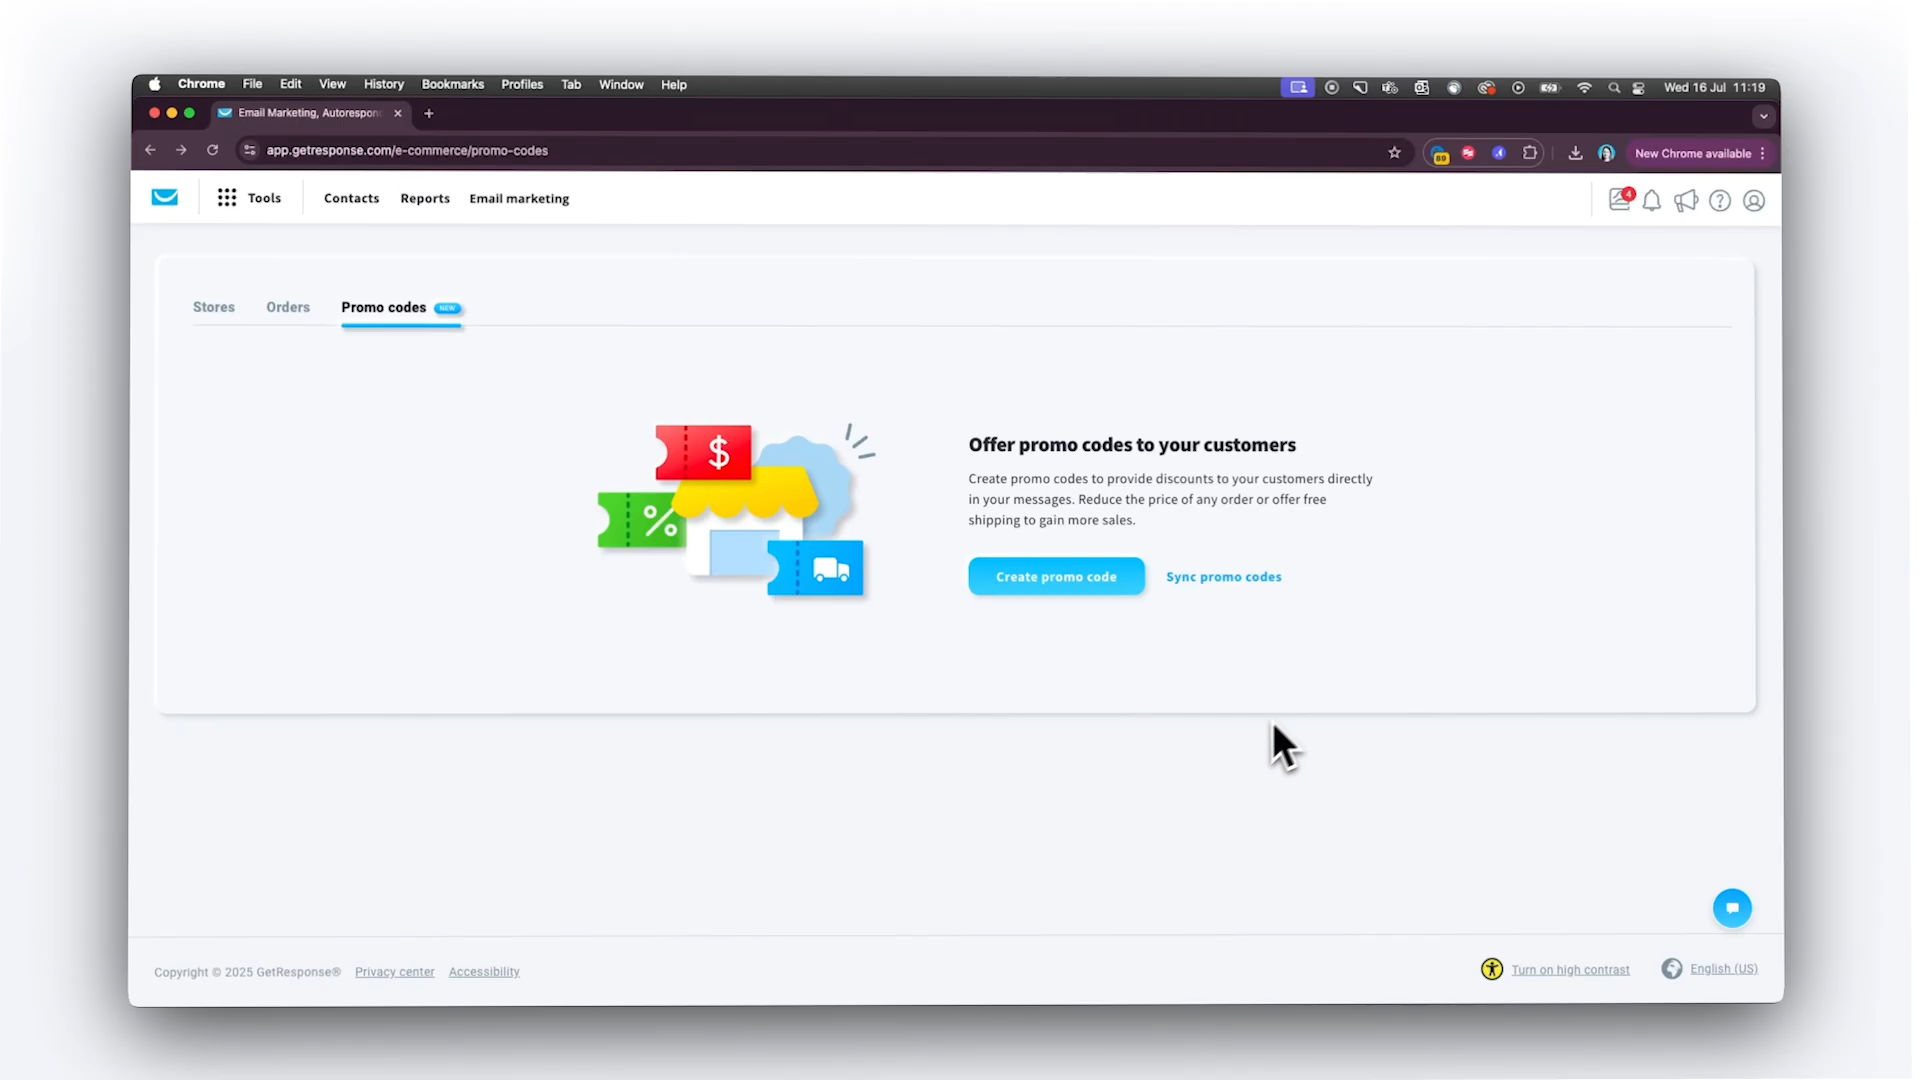 Chrome File Edit View History Bookmarks Profiles Tab Window Help
Wed 16 Jul 11:19
Email Marketing, Autorespon
app.getresponse.com/e-commerce/promo-codes
89
New Chrome available
Tools
Contacts
Reports
Email marketing
4
Stores
Orders
Promo codes NEW
$
%
Offer promo codes to your customers
Create promo codes to provide discounts to your customers directly
in your messages. Reduce the price of any order or offer free
shipping to gain more sales.
Create promo code
Sync promo codes
Copyright © 2025 GetResponse®
Privacy center
Accessibility
Turn on high contrast
English (US)